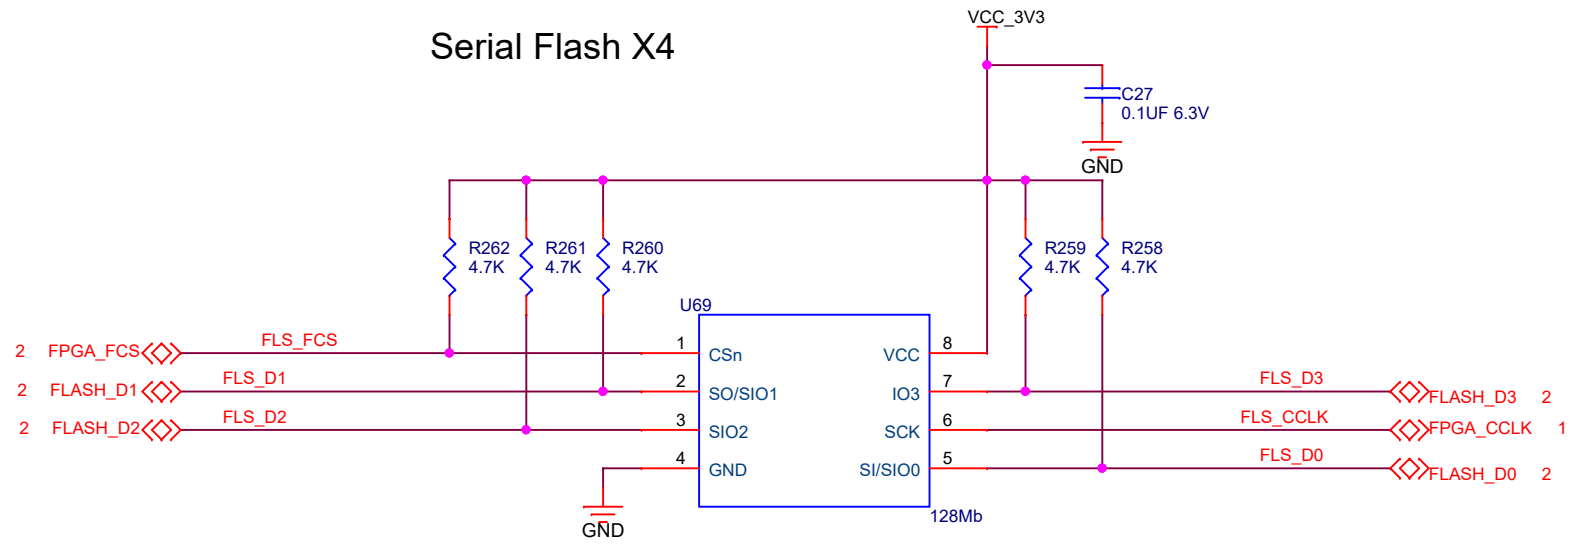 VCC_3V3
Serial Flash X4
C27
0.1UF 6.3V
GND
R262
4.7K
R261
4.7K
R260
4.7K
R259
4.7K
R258
4.7K
U69
2 FPGA_FCS FLS_FCS 1 CSn VCC 8
2 FLASH_D1 FLS_D1 2 SO/SIO1 IO3 7 FLS_D3 FLASH_D3 2
2 FLASH_D2 FLS_D2 3 SIO2 SCK 6 FLS_CCLK FPGA_CCLK 1
4 GND SI/SIO0 5 FLS_D0 FLASH_D0 2
GND
128Mb